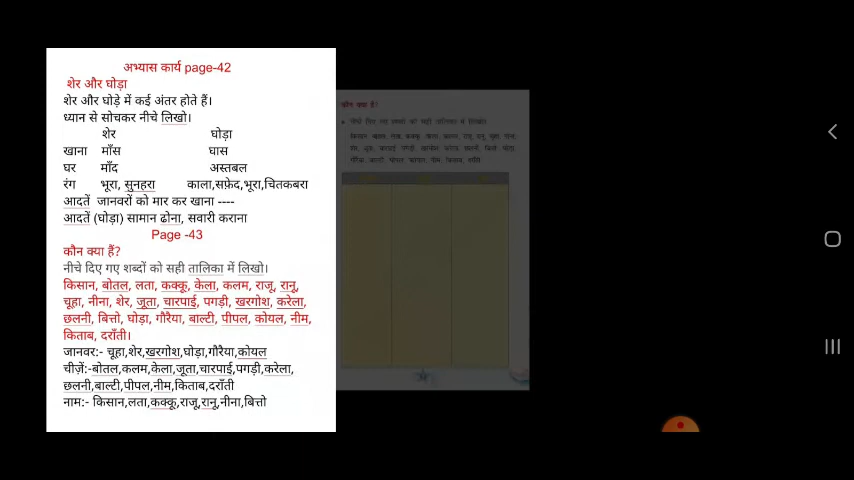 अभ्यास कार्य page-42
शेर और घोड़ा
शेर और घोड़े में कई अंतर होते हैं।
ध्यान से सोचकर नीचे लिखो।
शेर घोड़ा
खाना माँस घास
घर माँद अस्तबल
रंग भूरा, सुनहरा काला,सफ़ेद,भूरा,चितकबरा
आदतें जानवरों को मार कर खाना ----
आदतें (घोड़ा) सामान ढोना, सवारी कराना
Page -43
कौन क्या हैं?
नीचे दिए गए शब्दों को सही तालिका में लिखो।
किसान, बोतल, लता, कक्कू, केला, कलम, राजू, रानू,
चूहा, नीना, शेर, जूता, चारपाई, पगड़ी, खरगोश, करेला,
छलनी, बित्तो, घोड़ा, गौरैया, बाल्टी, पीपल, कोयल, नीम,
किताब, दराँती।
जानवर:- चूहा,शेर,खरगोश,घोड़ा,गौरैया,कोयल
चीज़ें:-बोतल,कलम,केला,जूता,चारपाई,पगड़ी,करेला,
छलनी,बाल्टी,पीपल,नीम,किताब,दराँती
नाम:- किसान,लता,कक्कू,राजू,रानू,नीना,बित्तो
कौन क्या है?